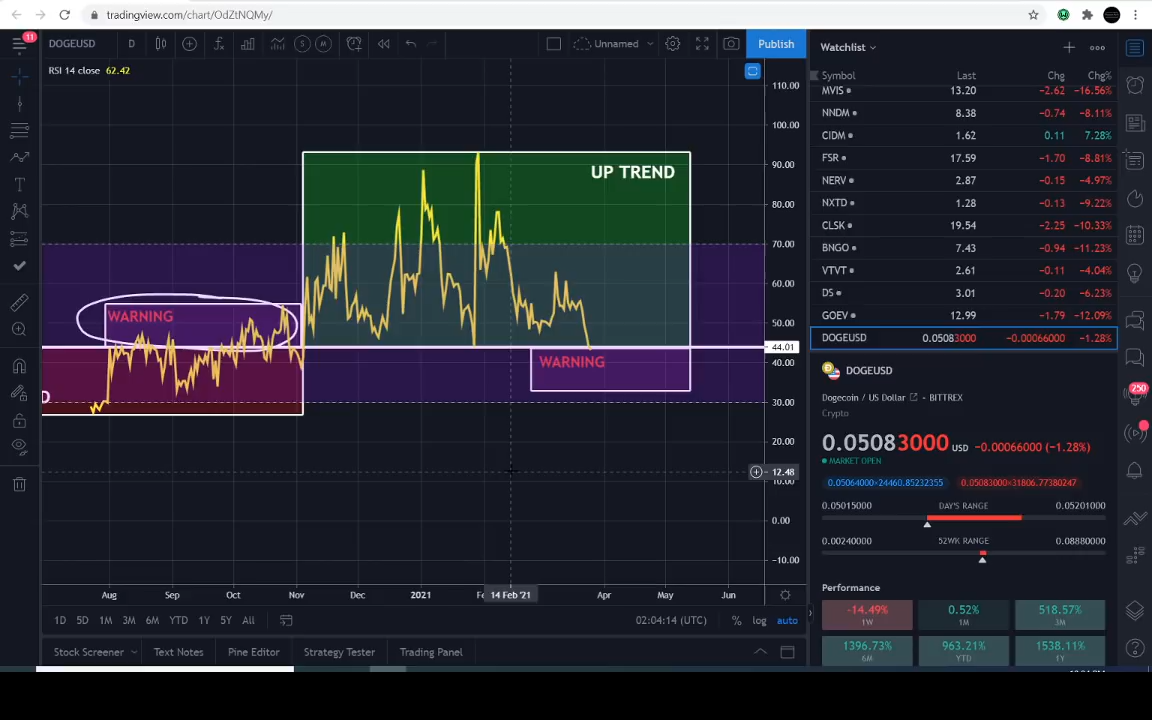 tradingview.com/chart/OdZtNQMy/
11
DOGEUSD D S M Unnamed Publish
RSI 14 close 62.42
UP TREND
WARNING
WARNING
D
110.00
100.00
90.00
80.00
70.00
60.00
50.00
44.01
40.00
30.00
20.00
12.48
10.00
0.00
-10.00
Aug Sep Oct Nov Dec 2021 Fe 14 Feb '21 Apr May Jun
1D 5D 1M 3M 6M YTD 1Y 5Y All 02:04:14 (UTC) % log auto
Stock Screener Text Notes Pine Editor Strategy Tester Trading Panel
Watchlist
Symbol Last Chg Chg%
MVIS 13.20 −2.62 −16.56%
NNDM 8.38 −0.74 −8.11%
CIDM 1.62 0.11 7.28%
FSR 17.59 −1.70 −8.81%
NERV 2.87 −0.15 −4.97%
NXTD 1.28 −0.13 −9.22%
CLSK 19.54 −2.25 −10.33%
BNGO 7.43 −0.94 −11.23%
VTVT 2.61 −0.11 −4.04%
DS 3.01 −0.20 −6.23%
GOEV 12.99 −1.79 −12.09%
DOGEUSD 0.05083000 −0.00066000 −1.28%
DOGEUSD
Dogecoin / US Dollar • BITTREX
Crypto
0.05083000 USD −0.00066000 (−1.28%)
MARKET OPEN
0.05064000×24460.85232355 0.05083000×31806.77380247
0.05015000 DAY'S RANGE 0.05201000
0.00240000 52WK RANGE 0.08880000
Performance
-14.49% 0.52% 518.57%
1W 1M 3M
1396.73% 963.21% 1538.11%
6M YTD 1Y
250